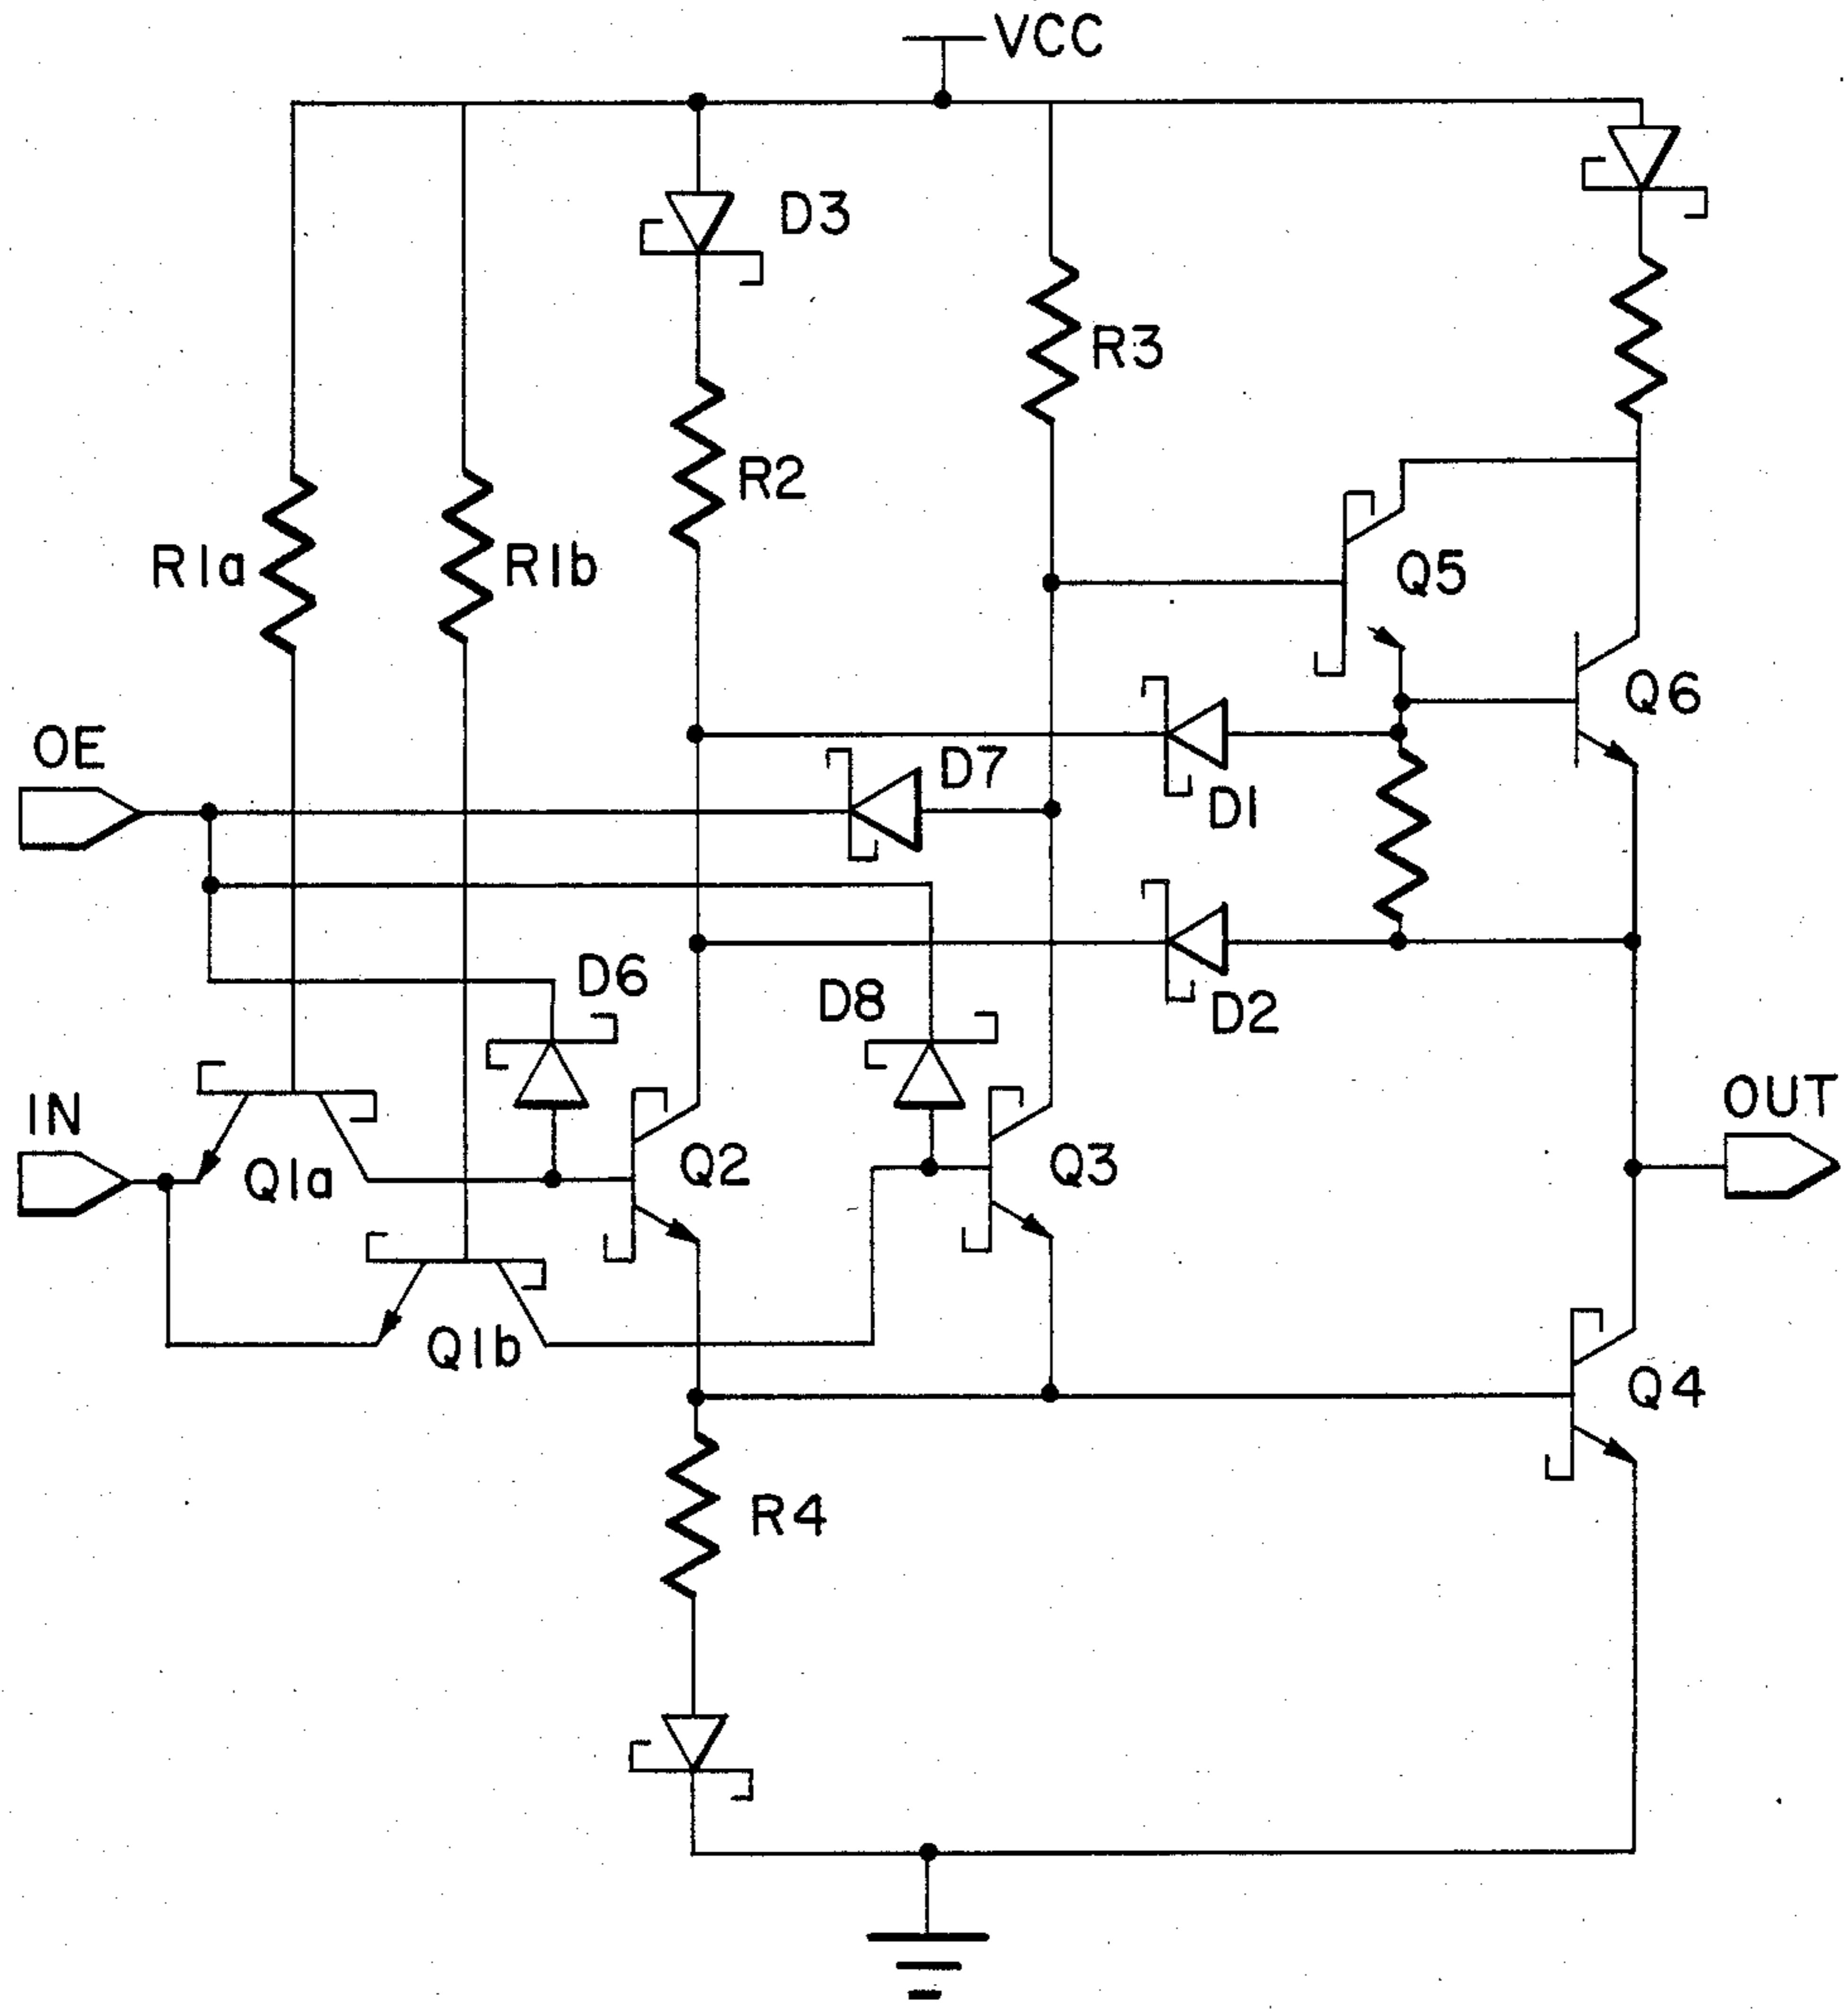 VCC
D3
R3
R2
R1a
R1b
Q5
Q6
OE
D7
D1
D6
D8
D2
IN
Q1a
Q2
Q3
OUT
Q1b
Q4
R4